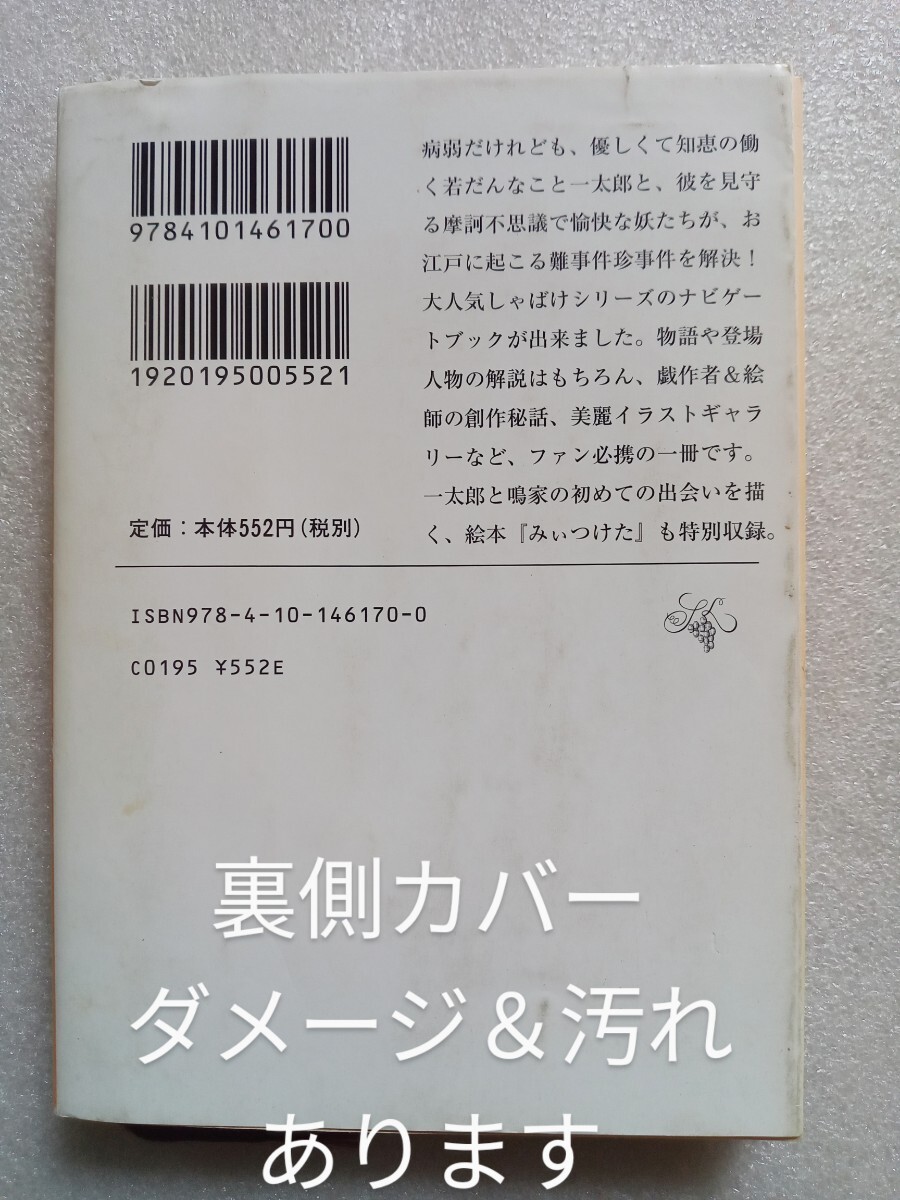 9784101461700
1920195005521
定価：本体552円(税別)
病弱だけれども、優しくて知恵の働
く若だんなこと一太郎と、彼を見守
る摩訶不思議で愉快な妖たちが、お
江戸に起こる難事件珍事件を解決！
大人気しゃばけシリーズのナビゲー
トブックが出来ました。物語や登場
人物の解説はもちろん、戯作者＆絵
師の創作秘話、美麗イラストギャラ
リーなど、ファン必携の一冊です。
一太郎と鳴家の初めての出会いを描
く、絵本『みぃつけた』も特別収録。
ISBN978-4-10-146170-0
C0195 ¥552E
裏側カバー
ダメージ＆汚れ
あります